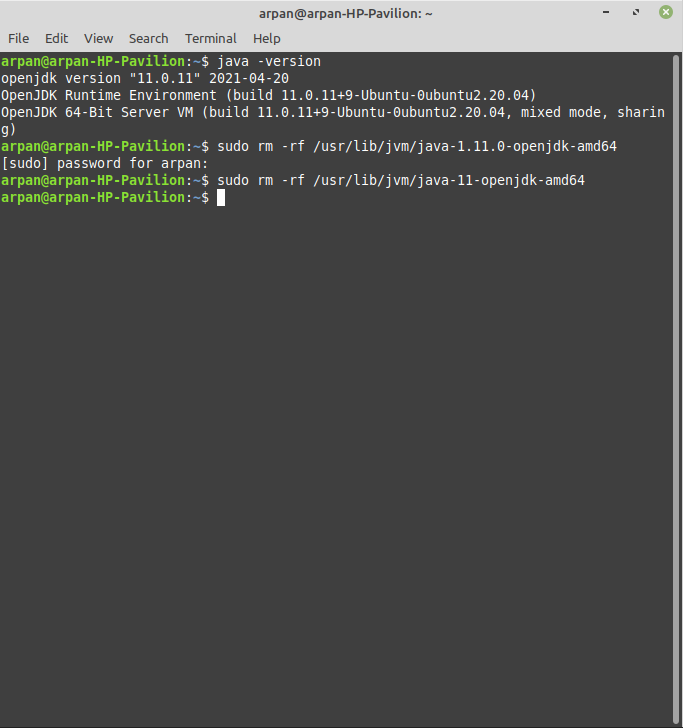 arpan@arpan-HP-Pavilion: ~
File Edit View Search Terminal Help
arpan@arpan-HP-Pavilion:~$ java -version
openjdk version "11.0.11" 2021-04-20
OpenJDK Runtime Environment (build 11.0.11+9-Ubuntu-0ubuntu2.20.04)
OpenJDK 64-Bit Server VM (build 11.0.11+9-Ubuntu-0ubuntu2.20.04, mixed mode, sharin
g)
arpan@arpan-HP-Pavilion:~$ sudo rm -rf /usr/lib/jvm/java-1.11.0-openjdk-amd64
[sudo] password for arpan:
arpan@arpan-HP-Pavilion:~$ sudo rm -rf /usr/lib/jvm/java-11-openjdk-amd64
arpan@arpan-HP-Pavilion:~$